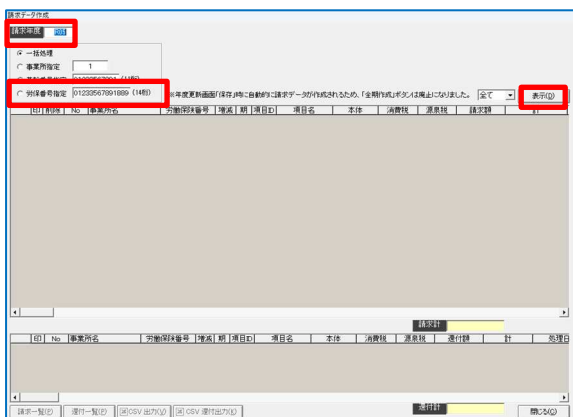 請求データ作成
請求年度
一括処理
事業所指定 1
(14桁)
労保番号指定 01233567891889 (14桁)
※年度更新画面「保存」時に自動的に請求データが作成されるため、「全期作成」ボタンは廃止になりました。 全て 表示(D)
印 削除 No 事業所名 労働保険番号 増減 期 項目ID 項目名 本体 消費税 源泉税 請求額 計
請求計
印 No 事業所名 労働保険番号 増減 期 項目ID 項目名 本体 消費税 源泉税 還付額 計 処理日
還付計
請求一覧(P) 還付一覧(P) CSV 出力(V) CSV 還付出力(X) 閉じる(C)